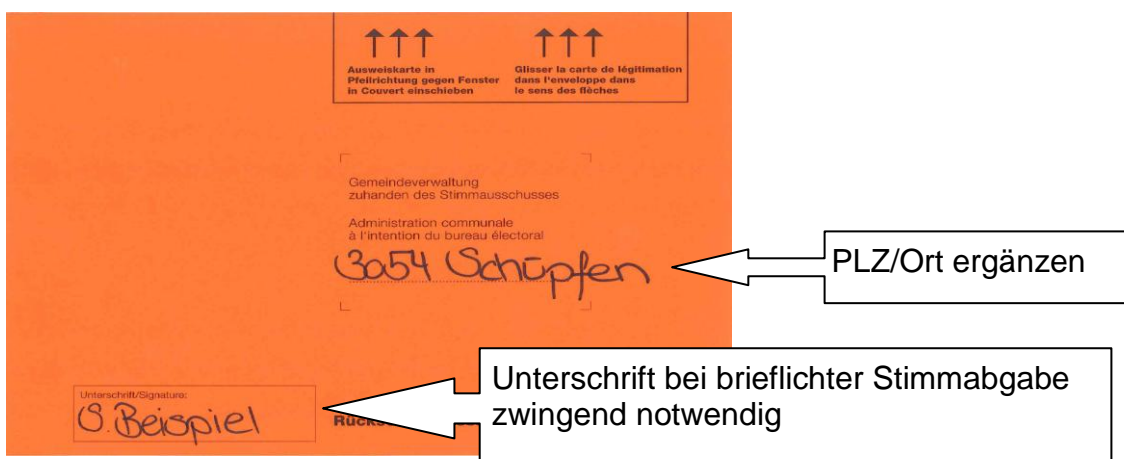 ↑↑↑ ↑↑↑
Ausweiskarte in
Pfeilrichtung gegen Fenster
in Couvert einschieben
Glisser la carte de légitimation
dans l'enveloppe dans
le sens des flèches
Gemeindeverwaltung
zuhanden des Stimmausschusses
Administration communale
à l'intention du bureau électoral
3054 Schüpfen
PLZ/Ort ergänzen
Unterschrift/Signature:
S. Beispiel
Unterschrift bei brieflichter Stimmabgabe
zwingend notwendig